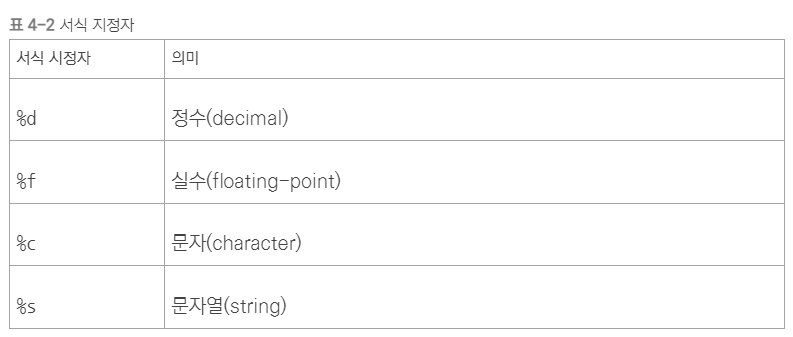 표 4-2 서식 지정자
서식 시정자 의미
%d 정수(decimal)
%f 실수(floating-point)
%c 문자(character)
%s 문자열(string)